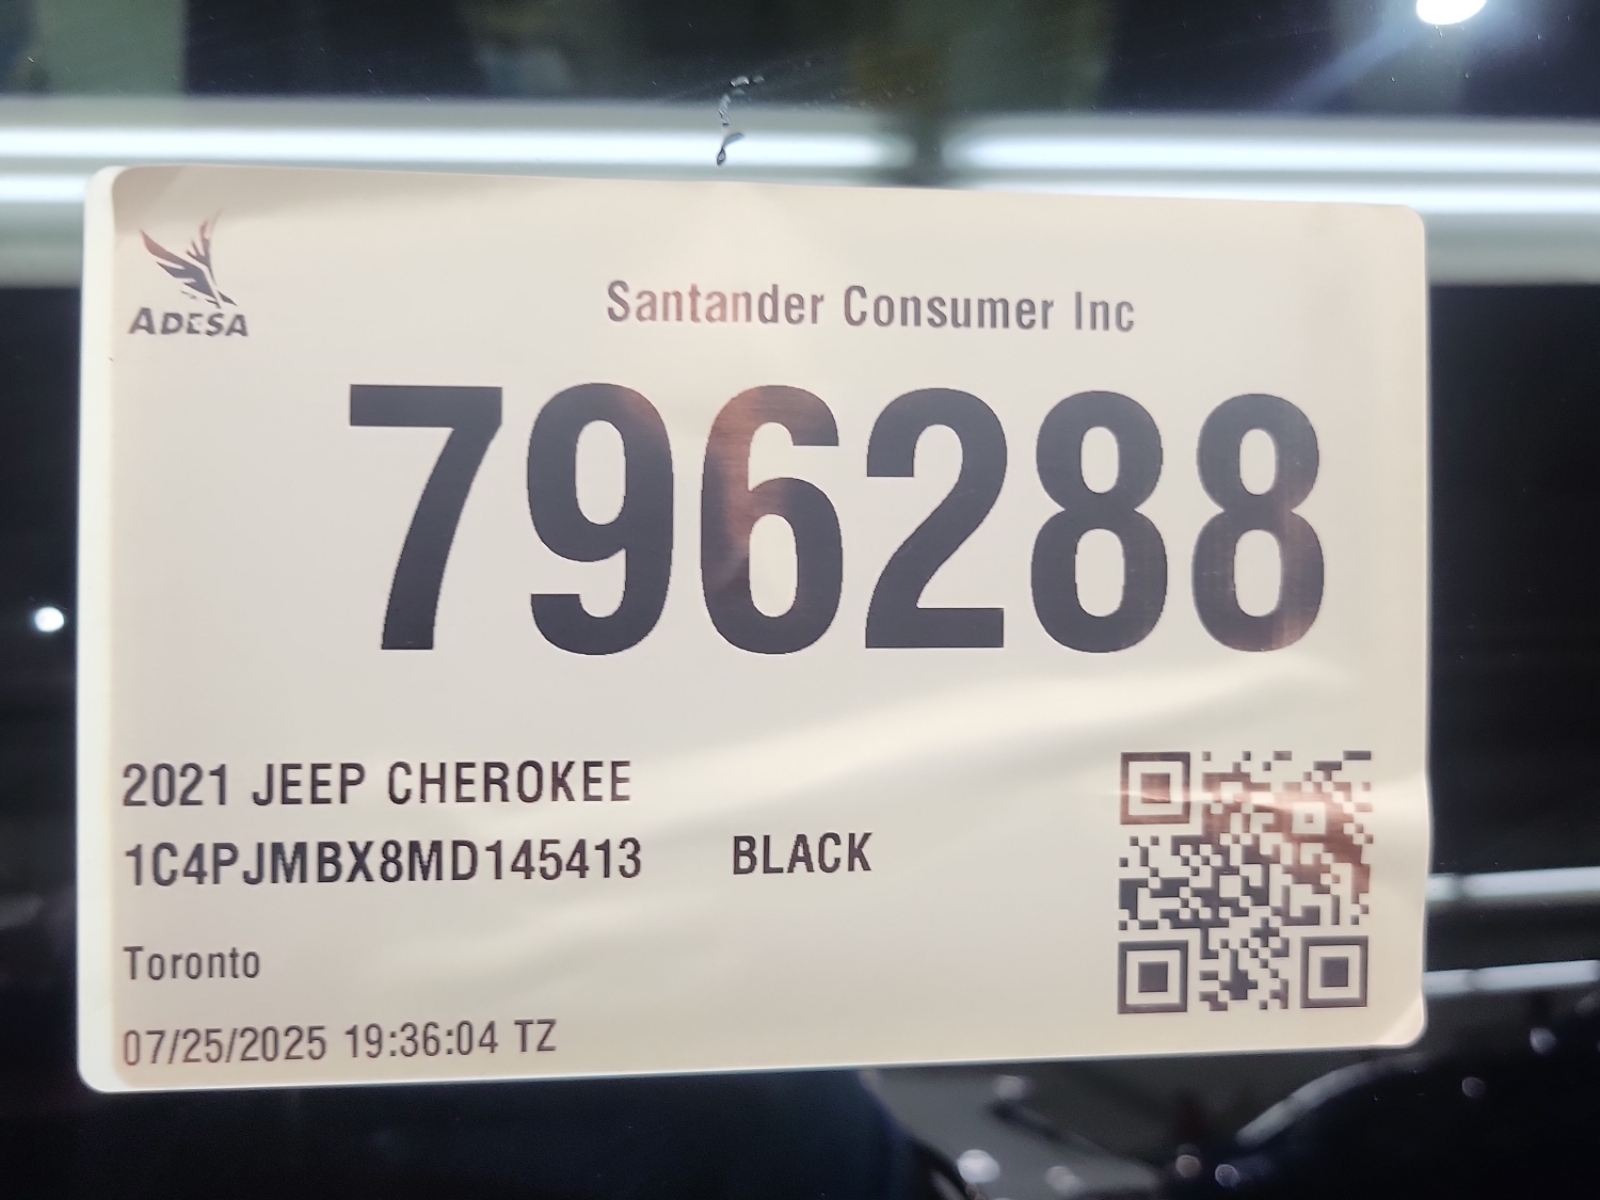 ADESA
Santander Consumer Inc
796288
2021 JEEP CHEROKEE
1C4PJMBX8MD145413 BLACK
Toronto
07/25/2025 19:36:04 TZ